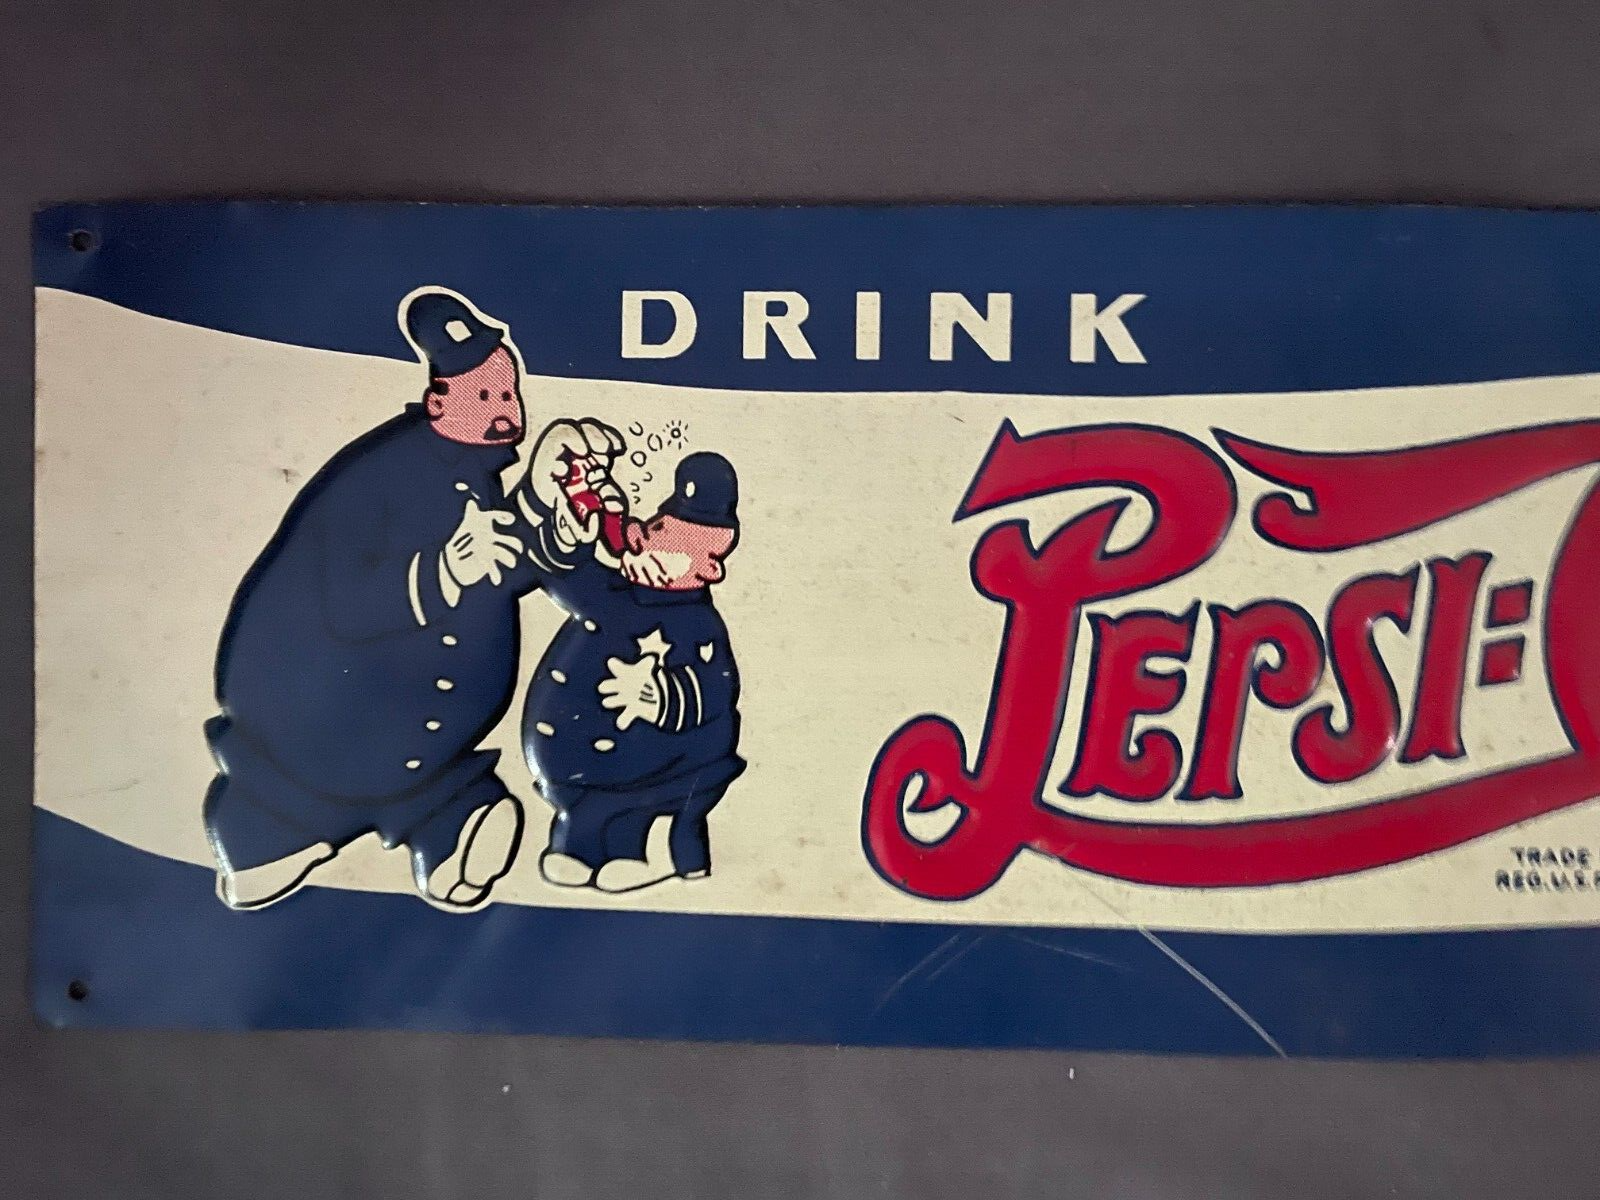 DRINK
PEPSI:
TRADE
REG. U.S.